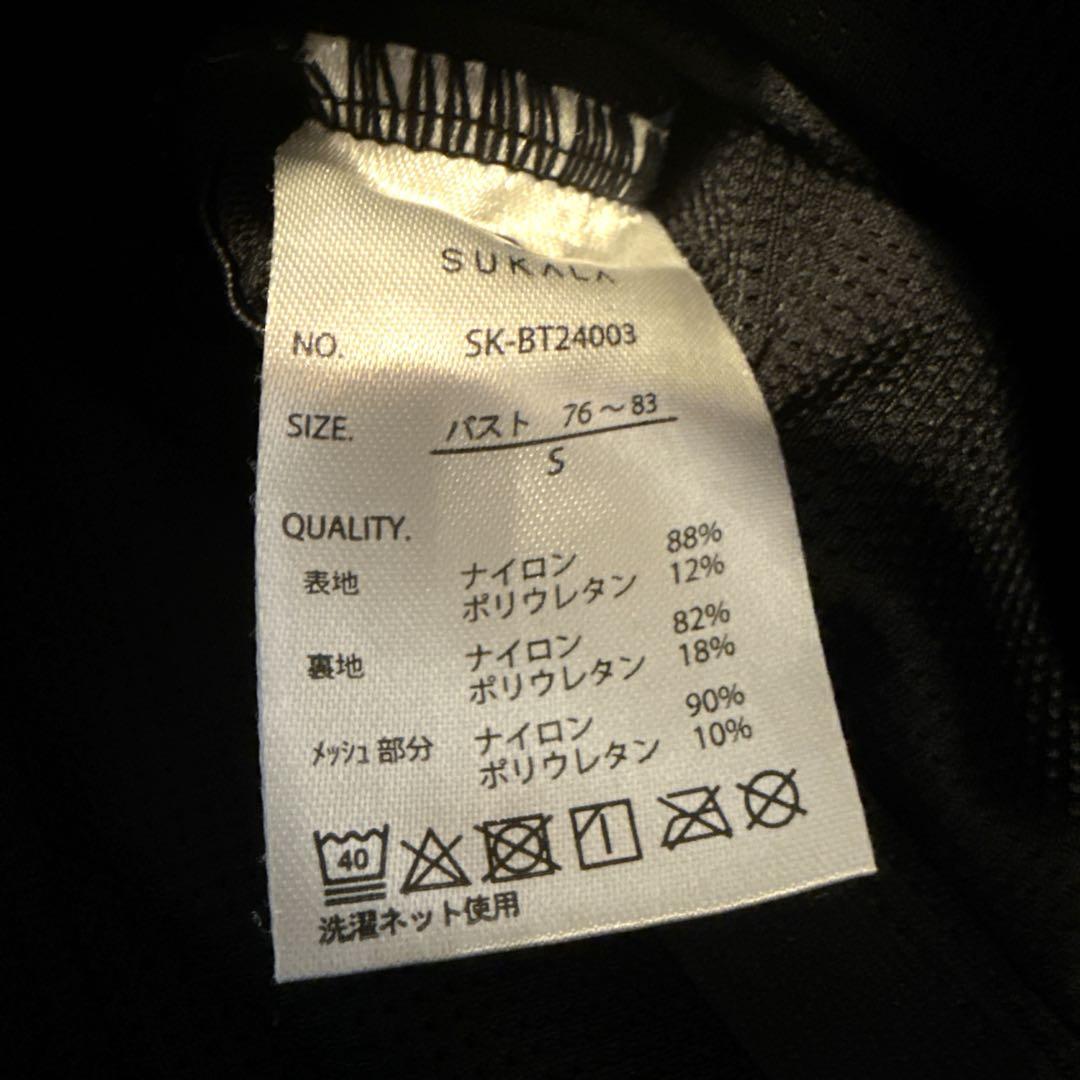 SUKALA
NO. SK-BT24003
SIZE. バスト 76～83
S
QUALITY.
表地 ナイロン 88%
ポリウレタン 12%
裏地 ナイロン 82%
ポリウレタン 18%
ﾒｯｼｭ部分 ナイロン 90%
ポリウレタン 10%
40
洗濯ネット使用